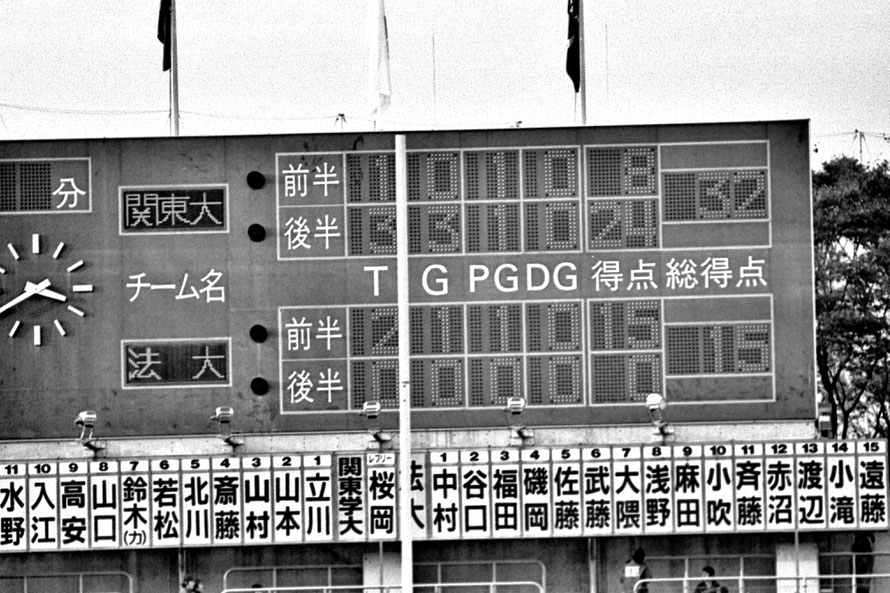 分
関東大
前半 1 0 1 0 8 32
後半 3 3 1 0 24
チーム名 T G PG DG 得点 総得点
法大
前半 2 1 1 0 15 15
後半 0 0 0 0 0
11 10 9 8 7 6 5 4 3 2 1 レフリー 1 2 3 4 5 6 7 8 9 10 11 12 13 14 15
水野 入江 高安 山口 鈴木(力) 若松 北川 斎藤 山村 山本 立川 関東学大 桜岡 法大 中村 谷口 福田 磯岡 佐藤 武藤 大隈 浅野 麻田 小吹 斉藤 赤沼 渡辺 小滝 遠藤